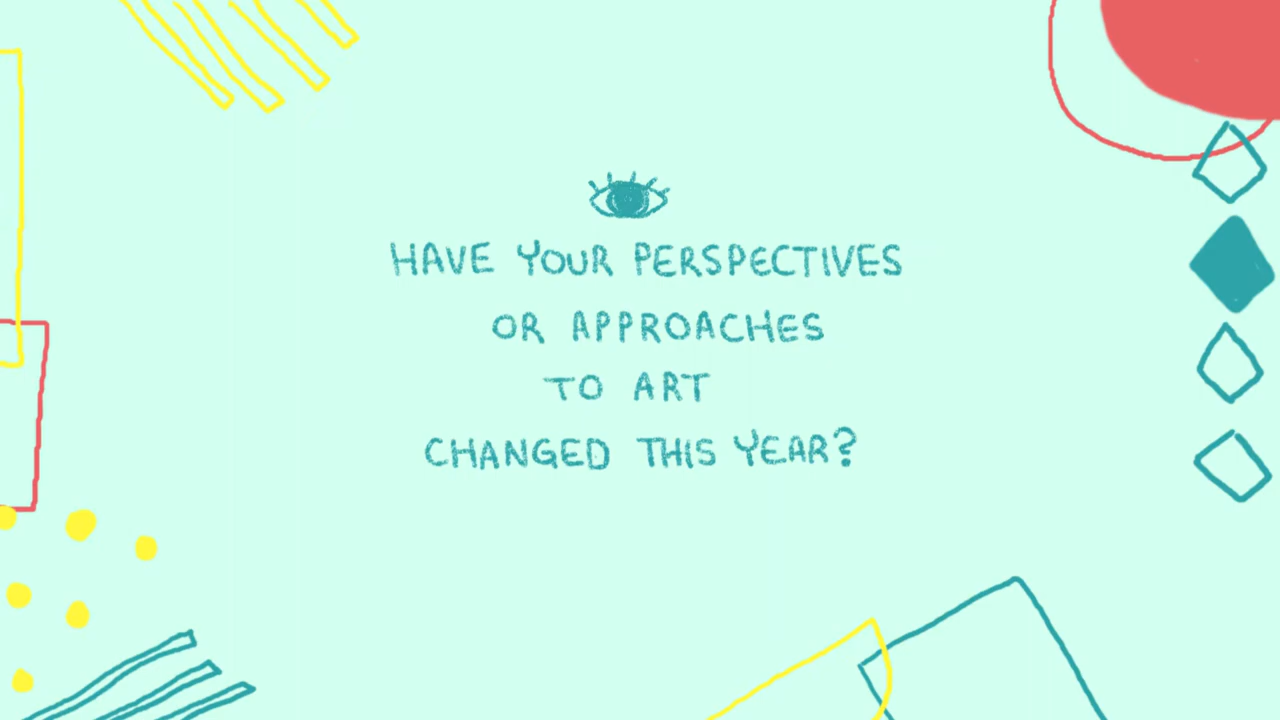 HAVE YOUR PERSPECTIVES
OR APPROACHES
TO ART
CHANGED THIS YEAR?